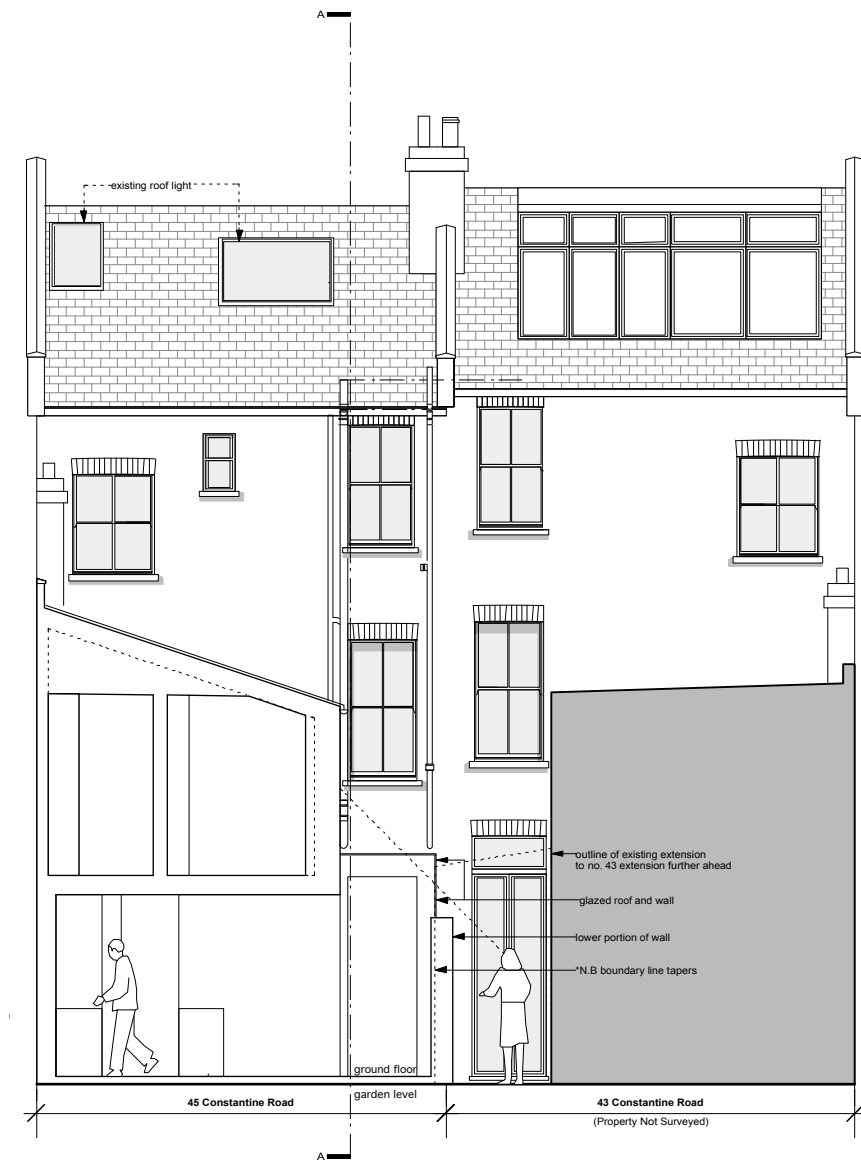 A
existing roof light
outline of existing extension
to no. 43 extension further ahead
glazed roof and wall
lower portion of wall
*N.B boundary line tapers
ground floor
garden level
45 Constantine Road
43 Constantine Road
(Property Not Surveyed)
A